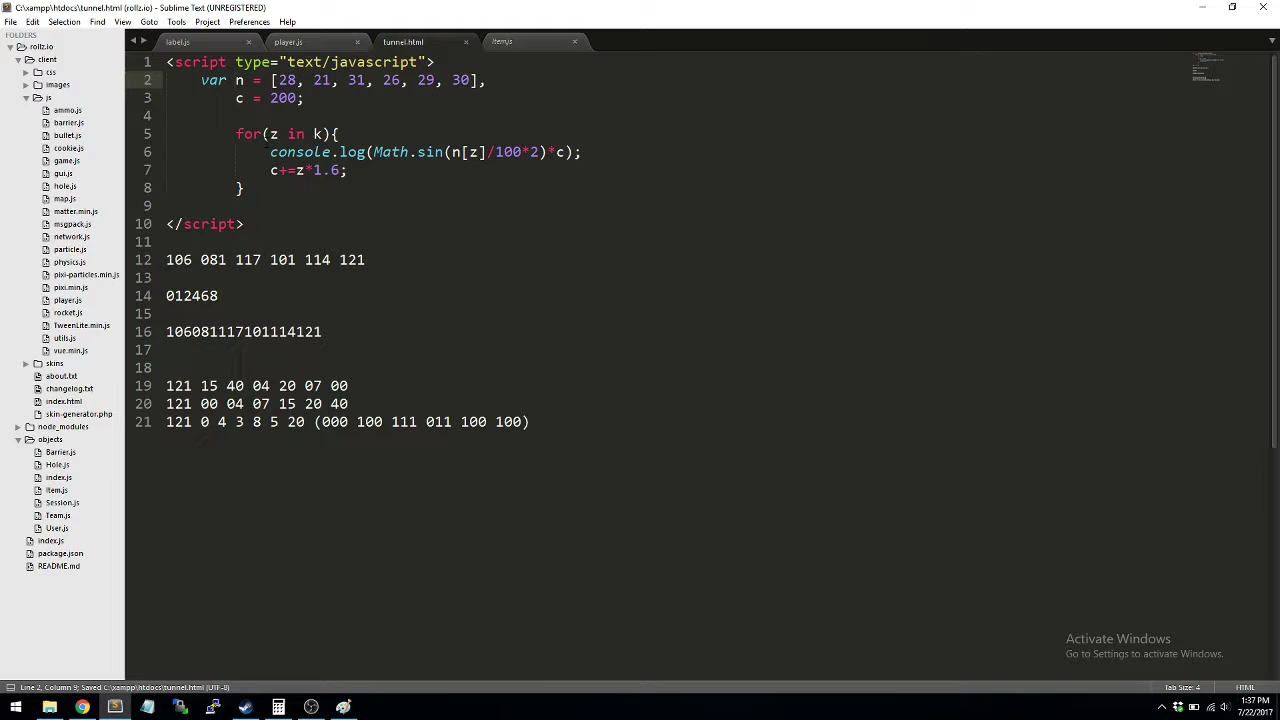 C:\xampp\htdocs\tunnel.html (rollz.io) - Sublime Text (UNREGISTERED)
File Edit Selection Find View Goto Tools Project Preferences Help
FOLDERS
rollz.io
client
css
images
js
ammo.js
barrier.js
bullet.js
cookie.js
game.js
gui.js
hole.js
map.js
matter.min.js
msgpack.js
network.js
particle.js
physics.js
pixi-particles.min.js
pixi.min.js
player.js
rocket.js
TweenLite.min.js
utils.js
vue.min.js
skins
about.txt
changelog.txt
index.html
skin-generator.php
node_modules
objects
Barrier.js
Hole.js
index.js
Item.js
Session.js
Team.js
User.js
index.js
package.json
README.md
label.js player.js tunnel.html Item.js
1 <script type="text/javascript">
2 var n = [28, 21, 31, 26, 29, 30],
3 c = 200;
4
5 for(z in k){
6 console.log(Math.sin(n[z]/100*2)*c);
7 c+=z*1.6;
8 }
9
10 </script>
11
12 106 081 117 101 114 121
13
14 012468
15
16 106081117101114121
17
18
19 121 15 40 04 20 07 00
20 121 00 04 07 15 20 40
21 121 0 4 3 8 5 20 (000 100 111 011 100 100)
Activate Windows
Go to Settings to activate Windows.
Line 2, Column 9; Saved C:\xampp\htdocs\tunnel.html (UTF-8) Tab Size: 4 HTML
1:37 PM
7/22/2017